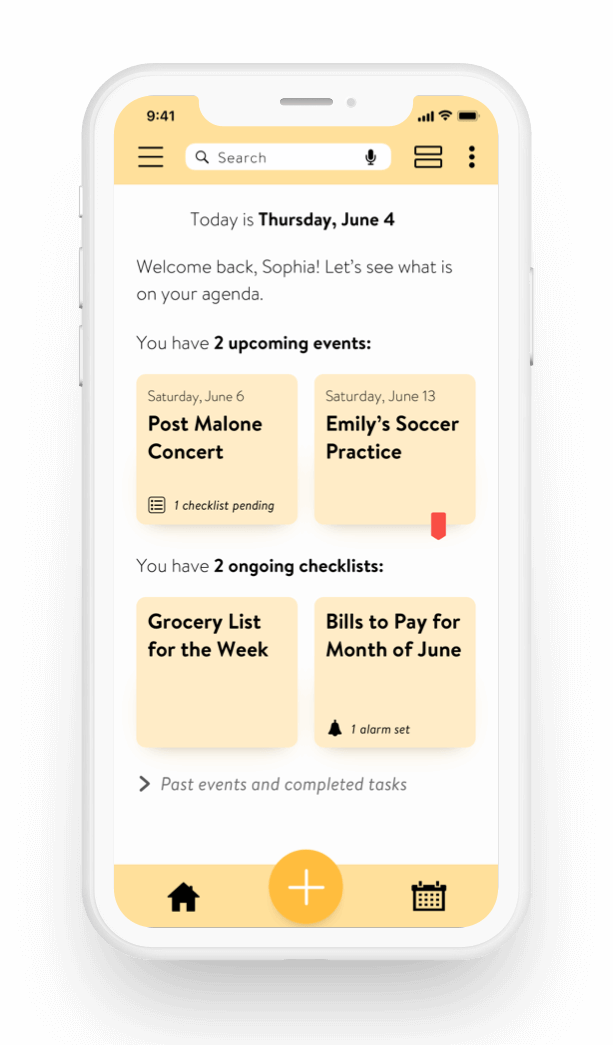 9:41
Search
Today is Thursday, June 4
Welcome back, Sophia! Let’s see what is
on your agenda.
You have 2 upcoming events:
Saturday, June 6
Post Malone
Concert
1 checklist pending
Saturday, June 13
Emily’s Soccer
Practice
You have 2 ongoing checklists:
Grocery List
for the Week
Bills to Pay for
Month of June
1 alarm set
Past events and completed tasks